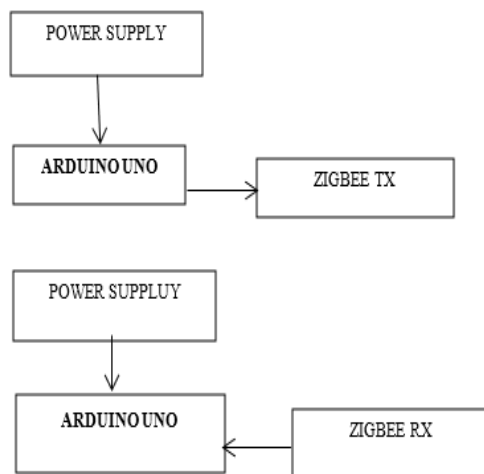 POWER SUPPLY
ARDUINO UNO
ZIGBEE TX
POWER SUPPLUY
ARDUINO UNO
ZIGBEE RX